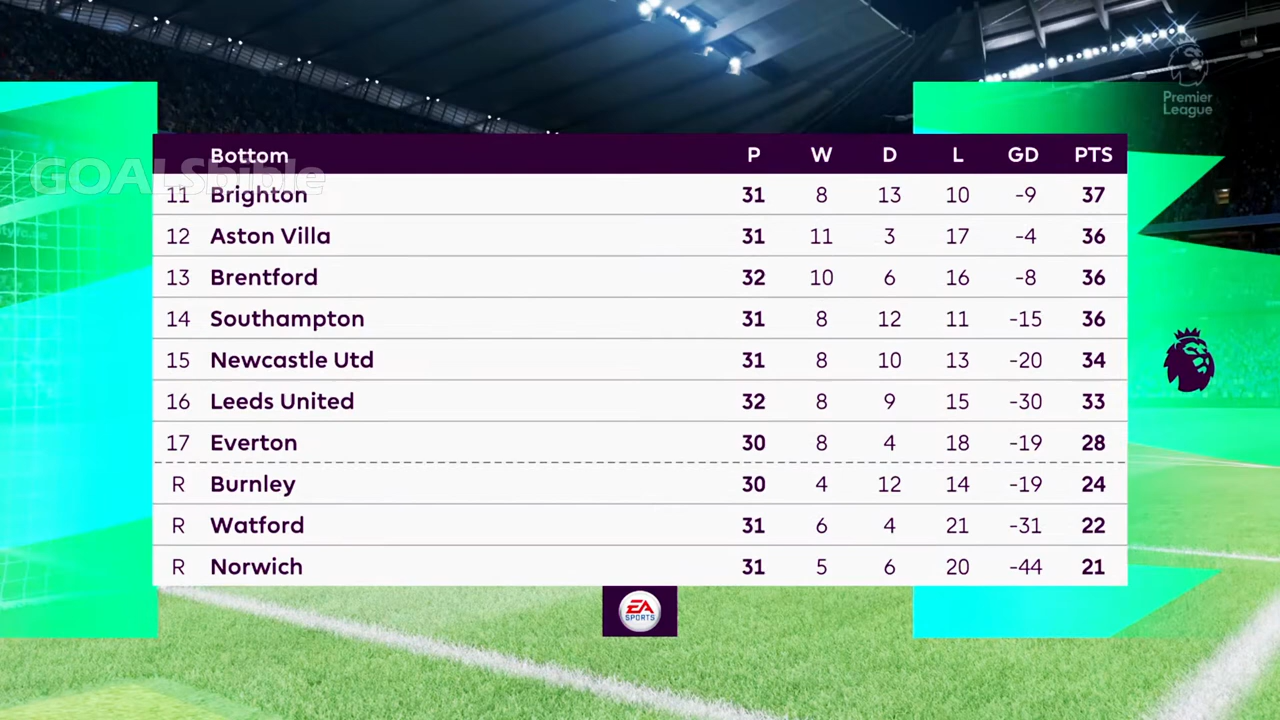 Premier
League
GOALSbible
Bottom P W D L GD PTS
11 Brighton 31 8 13 10 -9 37
12 Aston Villa 31 11 3 17 -4 36
13 Brentford 32 10 6 16 -8 36
14 Southampton 31 8 12 11 -15 36
15 Newcastle Utd 31 8 10 13 -20 34
16 Leeds United 32 8 9 15 -30 33
17 Everton 30 8 4 18 -19 28
R Burnley 30 4 12 14 -19 24
R Watford 31 6 4 21 -31 22
R Norwich 31 5 6 20 -44 21
EA
SPORTS